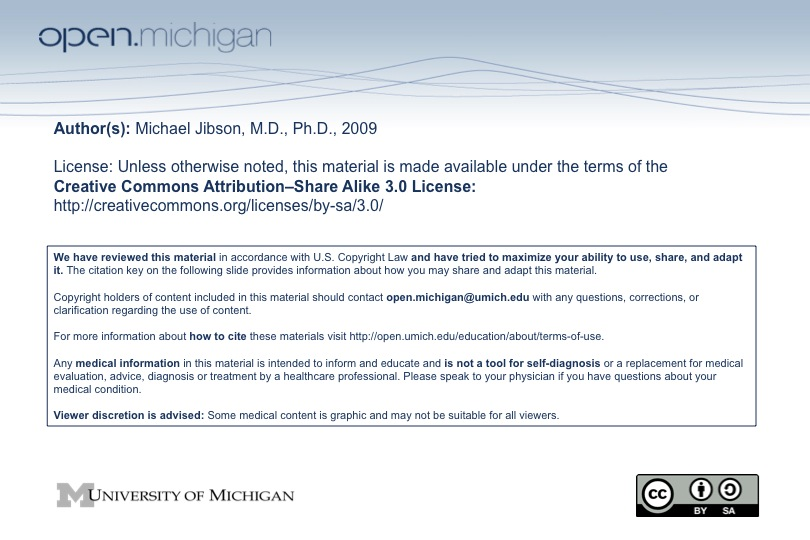 open.michigan
Author(s): Michael Jibson, M.D., Ph.D., 2009
License: Unless otherwise noted, this material is made available under the terms of the
Creative Commons Attribution–Share Alike 3.0 License:
http://creativecommons.org/licenses/by-sa/3.0/
We have reviewed this material in accordance with U.S. Copyright Law and have tried to maximize your ability to use, share, and adapt
it. The citation key on the following slide provides information about how you may share and adapt this material.
Copyright holders of content included in this material should contact open.michigan@umich.edu with any questions, corrections, or
clarification regarding the use of content.
For more information about how to cite these materials visit http://open.umich.edu/education/about/terms-of-use.
Any medical information in this material is intended to inform and educate and is not a tool for self-diagnosis or a replacement for medical
evaluation, advice, diagnosis or treatment by a healthcare professional. Please speak to your physician if you have questions about your
medical condition.
Viewer discretion is advised: Some medical content is graphic and may not be suitable for all viewers.
M UNIVERSITY OF MICHIGAN
cc
BY SA